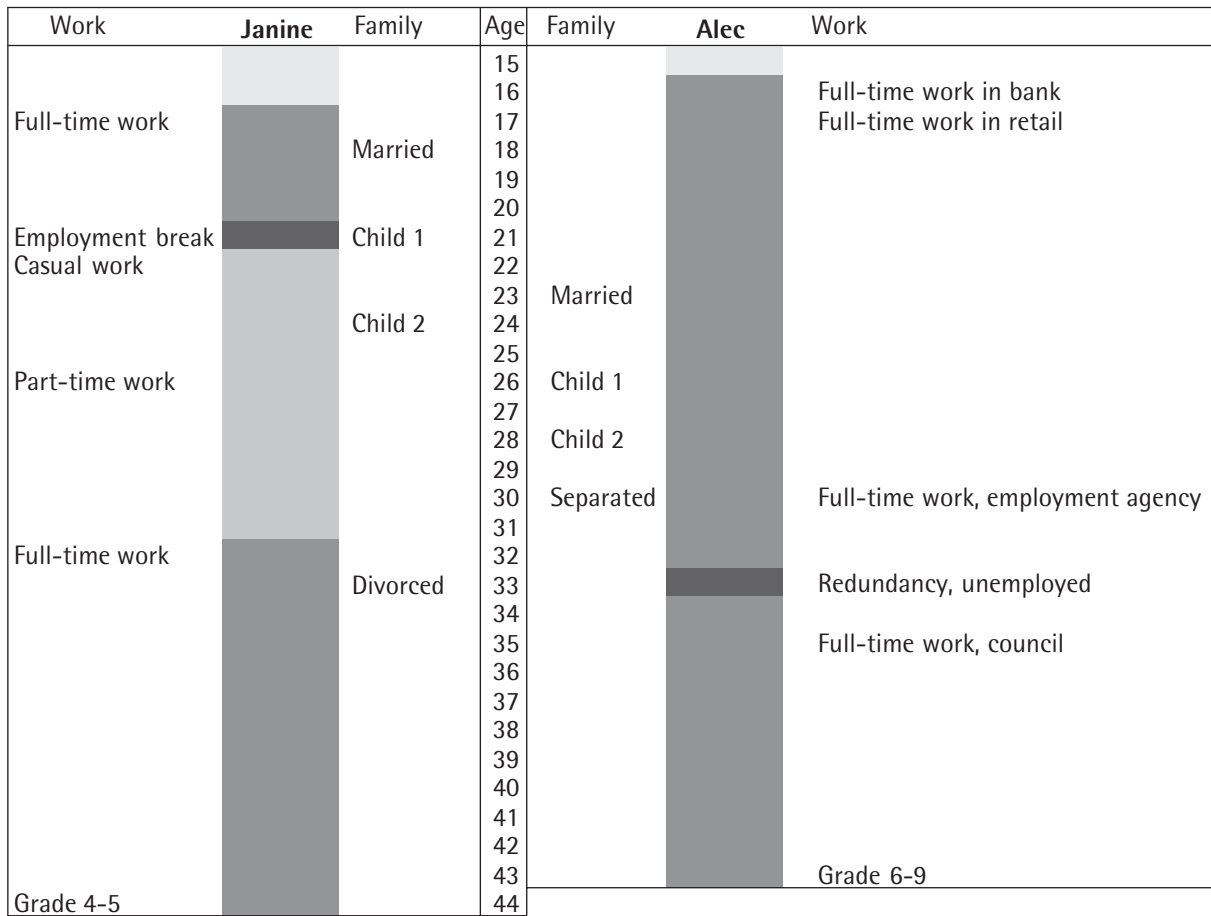 Work Janine Family Age Family Alec Work
15
16 Full-time work in bank
Full-time work 17 Full-time work in retail
Married 18
19
20
Employment break Child 1 21
Casual work 22
23 Married
Child 2 24
25
Part-time work 26 Child 1
27
28 Child 2
29
30 Separated Full-time work, employment agency
31
Full-time work 32
Divorced 33 Redundancy, unemployed
34
35 Full-time work, council
36
37
38
39
40
41
42
43 Grade 6-9
Grade 4-5 44